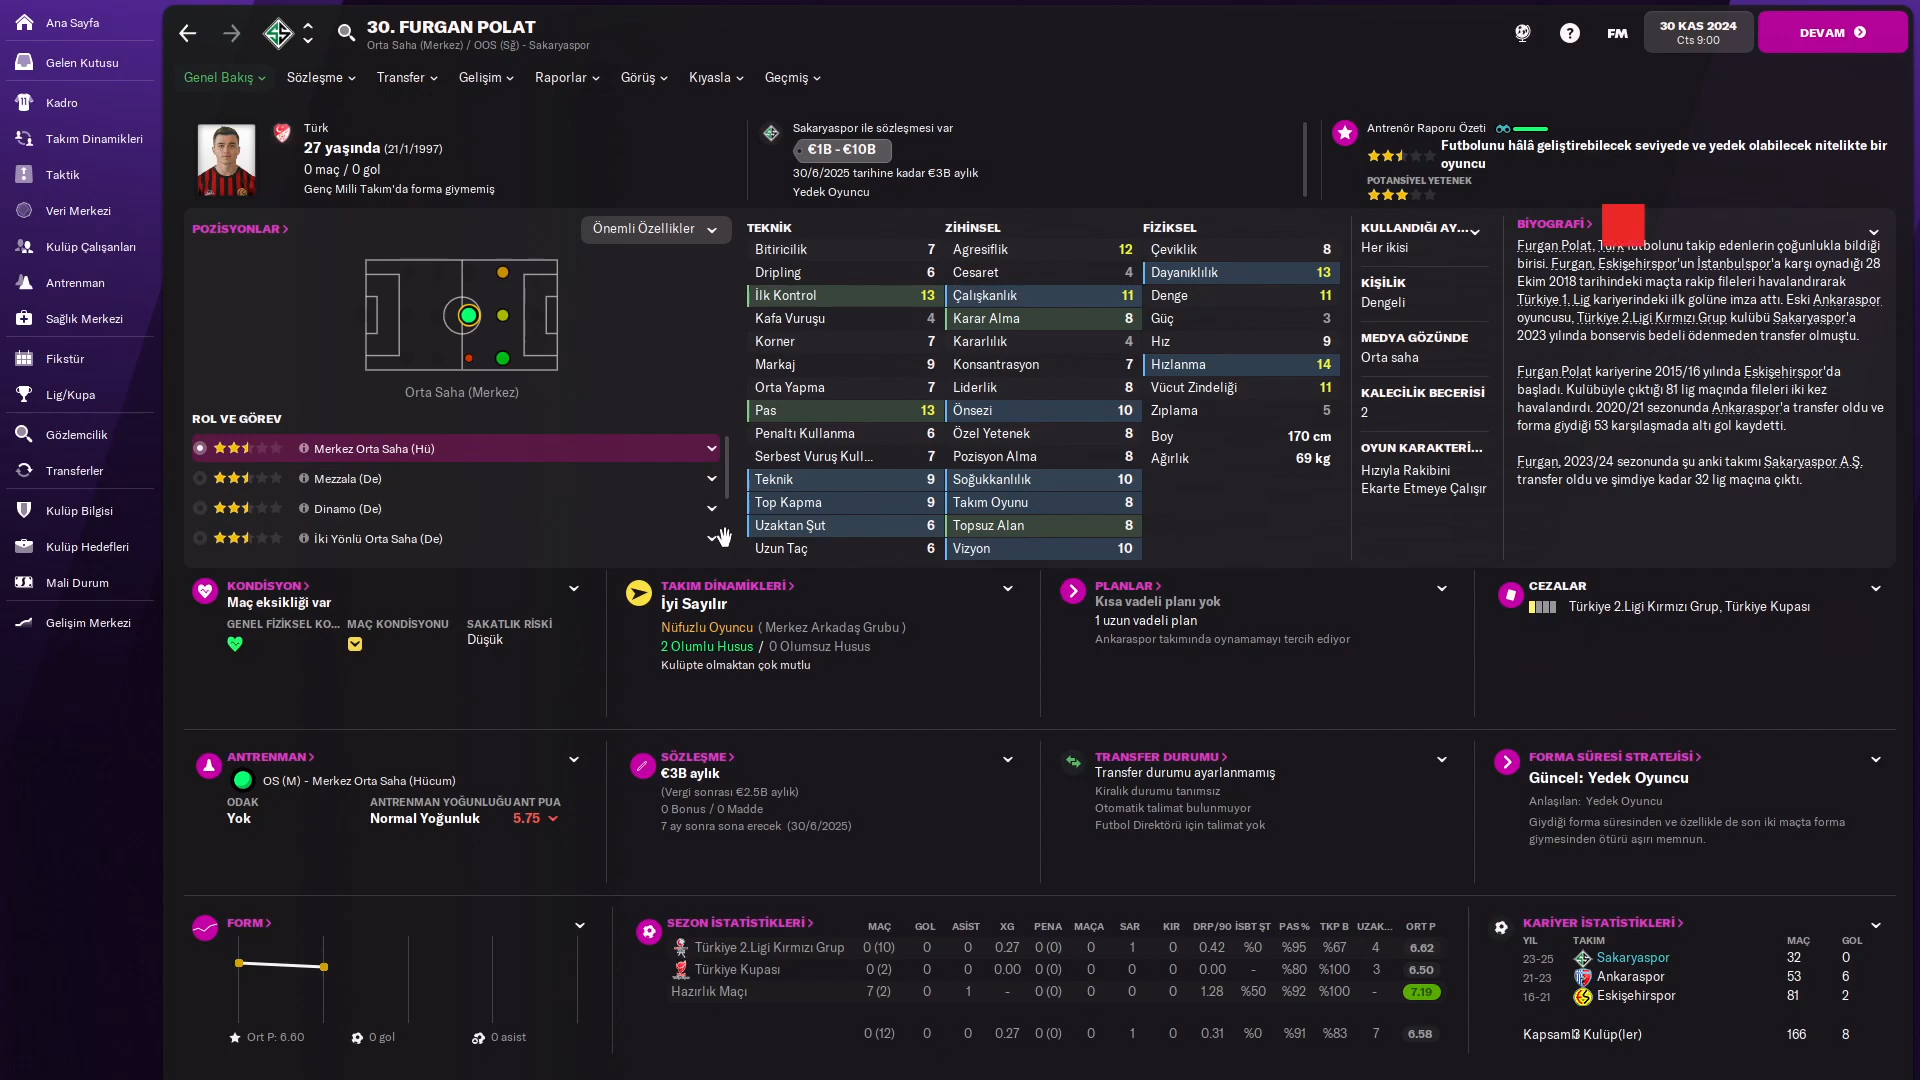 Ana Sayfa
Gelen Kutusu
Kadro
Takım Dinamikleri
Taktik
Veri Merkezi
Kulüp Çalışanları
Antrenman
Sağlık Merkezi
Fikstür
Lig/Kupa
Gözlemcilik
Transferler
Kulüp Bilgisi
Kulüp Hedefleri
Mali Durum
Gelişim Merkezi
30. FURGAN POLAT
Orta Saha (Merkez) / OOS (Sğ) - Sakaryaspor
FM
30 KAS 2024
Cts 9:00
DEVAM
Genel Bakış Sözleşme Transfer Gelişim Raporlar Görüş Kıyasla Geçmiş
Türk
27 yaşında (21/1/1997)
0 maç / 0 gol
Genç Milli Takım'da forma giymemiş
Sakaryaspor ile sözleşmesi var
€1B - €10B
30/6/2025 tarihine kadar €3B aylık
Yedek Oyuncu
Antrenör Raporu Özeti
Futbolunu hâlâ geliştirebilecek seviyede ve yedek olabilecek nitelikte bir
oyuncu
POTANSİYEL YETENEK
POZİSYONLAR
Önemli Özellikler
Orta Saha (Merkez)
ROL VE GÖREV
Merkez Orta Saha (Hü)
Mezzala (De)
Dinamo (De)
İki Yönlü Orta Saha (De)
TEKNİK
Bitiricilik 7
Dripling 6
İlk Kontrol 13
Kafa Vuruşu 4
Korner 7
Markaj 9
Orta Yapma 7
Pas 13
Penaltı Kullanma 6
Serbest Vuruş Kull... 7
Teknik 9
Top Kapma 9
Uzaktan Şut 6
Uzun Taç 6
ZİHİNSEL
Agresiflik 12
Cesaret 4
Çalışkanlık 11
Karar Alma 8
Kararlılık 4
Konsantrasyon 7
Liderlik 8
Önsezi 10
Özel Yetenek 8
Pozisyon Alma 8
Soğukkanlılık 10
Takım Oyunu 8
Topsuz Alan 8
Vizyon 10
FİZİKSEL
Çeviklik 8
Dayanıklılık 13
Denge 11
Güç 3
Hız 9
Hızlanma 14
Vücut Zindeliği 11
Zıplama 5
Boy 170 cm
Ağırlık 69 kg
KULLANDIĞI AY...
Her ikisi
KİŞİLİK
Dengeli
MEDYA GÖZÜNDE
Orta saha
KALECİLİK BECERİSİ
2
OYUN KARAKTERİ...
Hızıyla Rakibini
Ekarte Etmeye Çalışır
BİYOGRAFİ
Furgan Polat, Türk futbolunu takip edenlerin çoğunlukla bildiği
birisi. Furgan, Eskişehirspor'un İstanbulspor'a karşı oynadığı 28
Ekim 2018 tarihindeki maçta rakip fileleri havalandırarak
Türkiye 1. Lig kariyerindeki ilk golüne imza attı. Eski Ankaraspor
oyuncusu, Türkiye 2.Ligi Kırmızı Grup kulübü Sakaryaspor'a
2023 yılında bonservis bedeli ödenmeden transfer olmuştu.
Furgan Polat kariyerine 2015/16 yılında Eskişehirspor'da
başladı. Kulübüyle çıktığı 81 lig maçında fileleri iki kez
havalandırdı. 2020/21 sezonunda Ankaraspor'a transfer oldu ve
forma giydiği 53 karşılaşmada altı gol kaydetti.
Furgan, 2023/24 sezonunda şu anki takımı Sakaryaspor A.Ş.
transfer oldu ve şimdiye kadar 32 lig maçına çıktı.
KONDİSYON
Maç eksikliği var
GENEL FİZİKSEL KO... MAÇ KONDİSYONU SAKATLIK RİSKİ
Düşük
TAKIM DİNAMİKLERİ
İyi Sayılır
Nüfuzlu Oyuncu ( Merkez Arkadaş Grubu )
2 Olumlu Husus / 0 Olumsuz Husus
Kulüpte olmaktan çok mutlu
PLANLAR
Kısa vadeli planı yok
1 uzun vadeli plan
Ankaraspor takımında oynamamayı tercih ediyor
CEZALAR
Türkiye 2.Ligi Kırmızı Grup, Türkiye Kupası
ANTRENMAN
OS (M) - Merkez Orta Saha (Hücum)
ODAK ANTRENMAN YOĞUNLUĞU ANT PUA
Yok Normal Yoğunluk 5.75
SÖZLEŞME
€3B aylık
(Vergi sonrası €2.5B aylık)
0 Bonus / 0 Madde
7 ay sonra sona erecek (30/6/2025)
TRANSFER DURUMU
Transfer durumu ayarlanmamış
Kiralık durumu tanımsız
Otomatik talimat bulunmuyor
Futbol Direktörü için talimat yok
FORMA SÜRESİ STRATEJİSİ
Güncel: Yedek Oyuncu
Anlaşılan: Yedek Oyuncu
Giydiği forma süresinden ve özellikle de son iki maçta forma
giymesinden ötürü aşırı memnun.
FORM
Ort P: 6.60 0 gol 0 asist
SEZON İSTATİSTİKLERİ MAÇ GOL ASİST XG PENA MAÇA SAR KIR DRP/90 İSBT ŞT PAS % TKP B UZAK... ORT P
Türkiye 2.Ligi Kırmızı Grup 0 (10) 0 0 0.27 0 (0) 0 1 0 0.42 %0 %95 %67 4 6.62
Türkiye Kupası 0 (2) 0 0 0.00 0 (0) 0 0 0 0.00 - %80 %100 3 6.50
Hazırlık Maçı 7 (2) 0 1 - 0 (0) 0 0 0 1.28 %50 %92 %100 - 7.19
0 (12) 0 0 0.27 0 (0) 0 1 0 0.31 %0 %91 %83 7 6.58
KARİYER İSTATİSTİKLERİ
YIL TAKIM MAÇ GOL
23-25 Sakaryaspor 32 0
21-23 Ankaraspor 53 6
16-21 Eskişehirspor 81 2
3 Kulüp(ler) 166 8